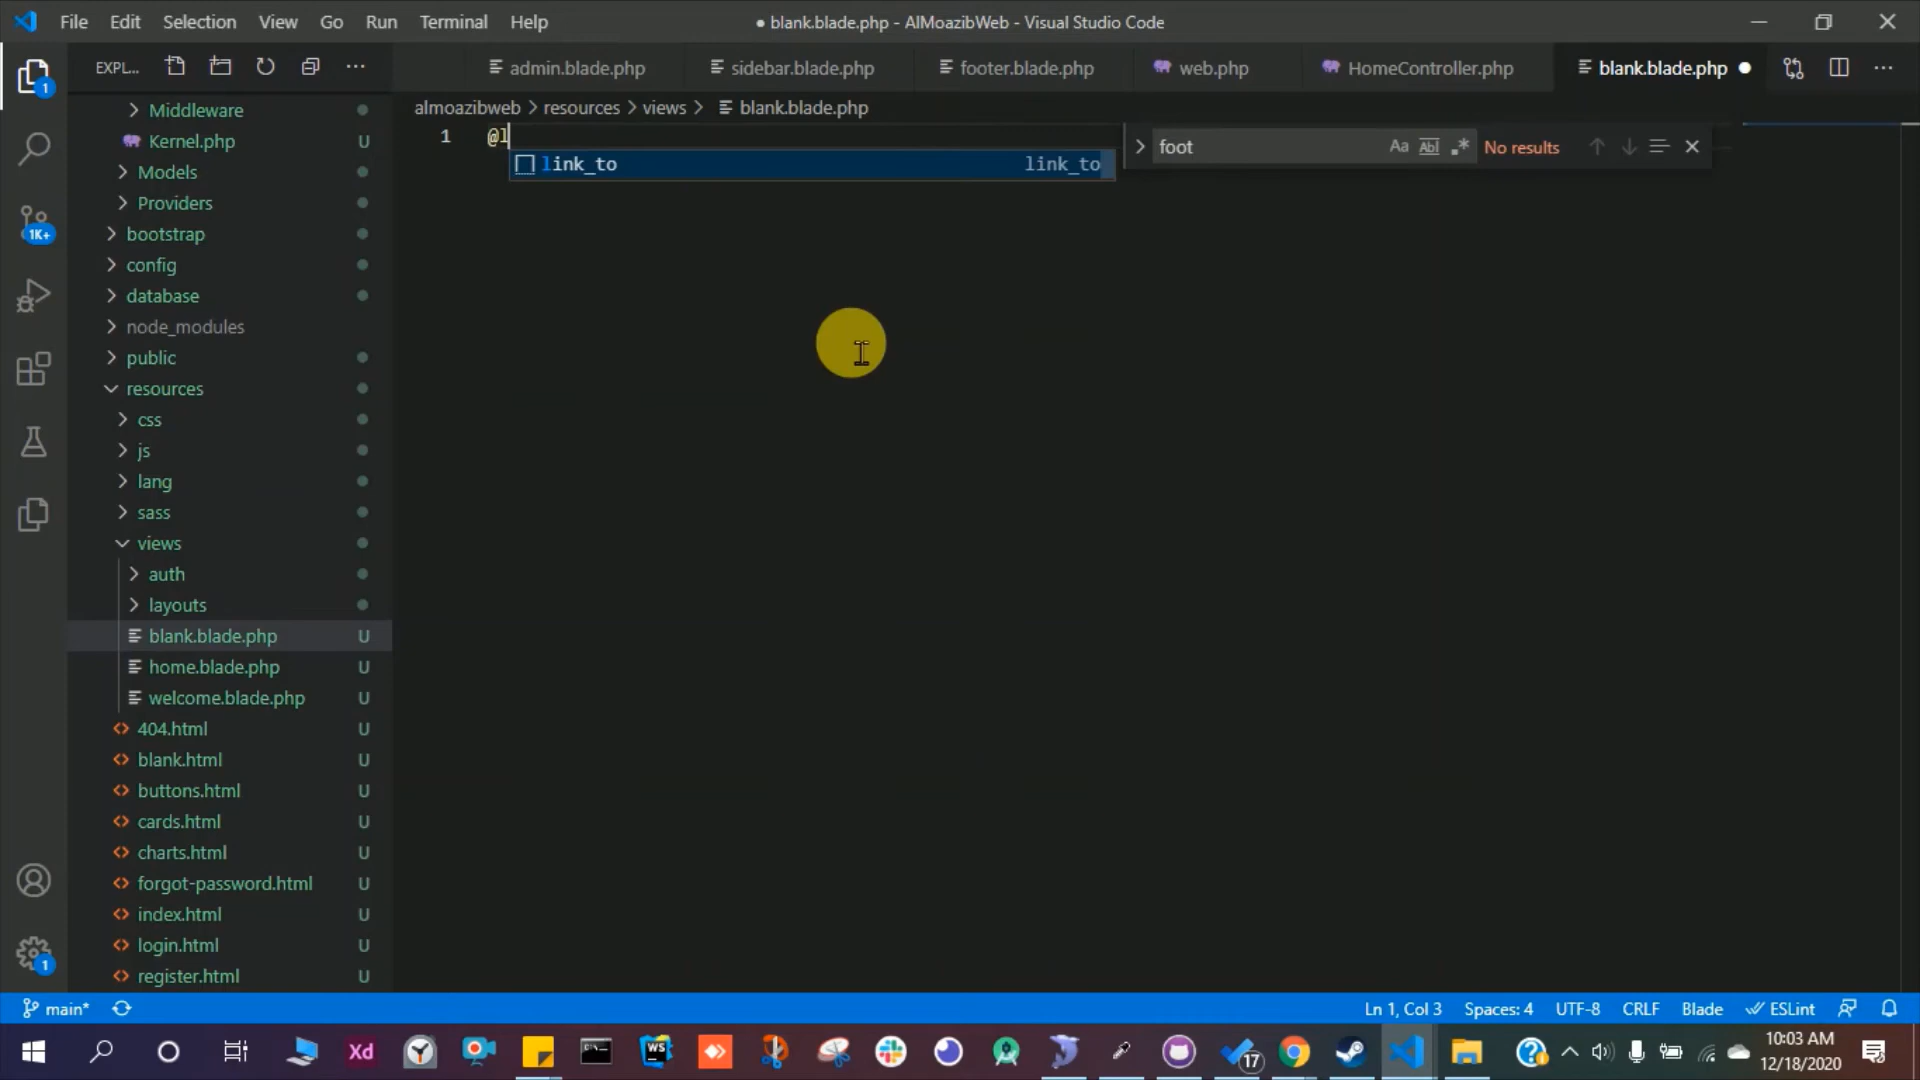 File Edit Selection View Go Run Terminal Help
● blank.blade.php - AlMoazibWeb - Visual Studio Code
EXPL...
admin.blade.php sidebar.blade.php footer.blade.php web.php HomeController.php blank.blade.php
almoazibweb > resources > views > blank.blade.php
1 @l
link_to link_to
foot Aa Abl No results
1
1K+
Middleware
Kernel.php U
Models
Providers
bootstrap
config
database
node_modules
public
resources
css
js
lang
sass
views
auth
layouts
blank.blade.php U
home.blade.php U
welcome.blade.php U
404.html U
blank.html U
buttons.html U
cards.html U
charts.html U
forgot-password.html U
index.html U
login.html U
register.html U
1
main* Ln 1, Col 3 Spaces: 4 UTF-8 CRLF Blade ESLint
Xd WS 17
10:03 AM
12/18/2020